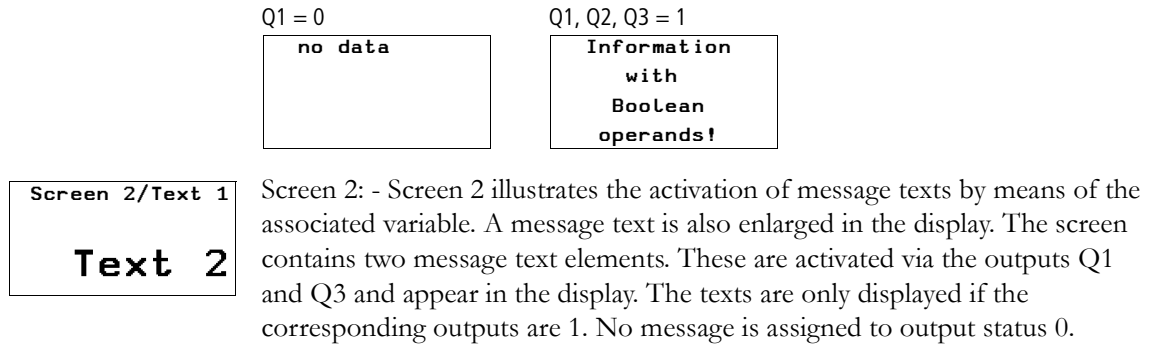 Q1 = 0
no data
Q1, Q2, Q3 = 1
Information
with
Boolean
operands!
Screen 2/Text 1
Text 2
Screen 2: - Screen 2 illustrates the activation of message texts by means of the
associated variable. A message text is also enlarged in the display. The screen
contains two message text elements. These are activated via the outputs Q1
and Q3 and appear in the display. The texts are only displayed if the
corresponding outputs are 1. No message is assigned to output status 0.